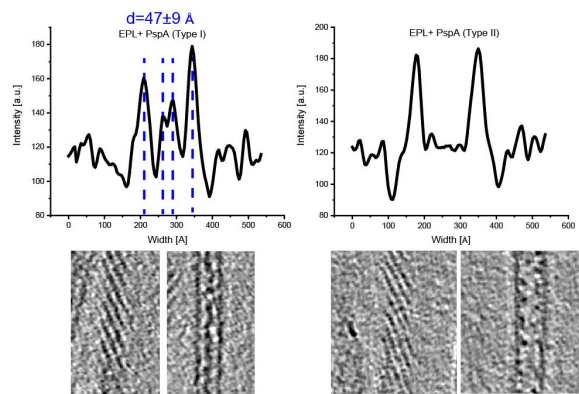 d=47±9 Å
EPL+ PspA (Type I)
180
160
140
120
100
80
Intensity [a.u.]
0 100 200 300 400 500 600
Width [A]
EPL+ PspA (Type II)
200
180
160
140
120
100
80
Intensity [a.u.]
0 100 200 300 400 500 600
Width [A]